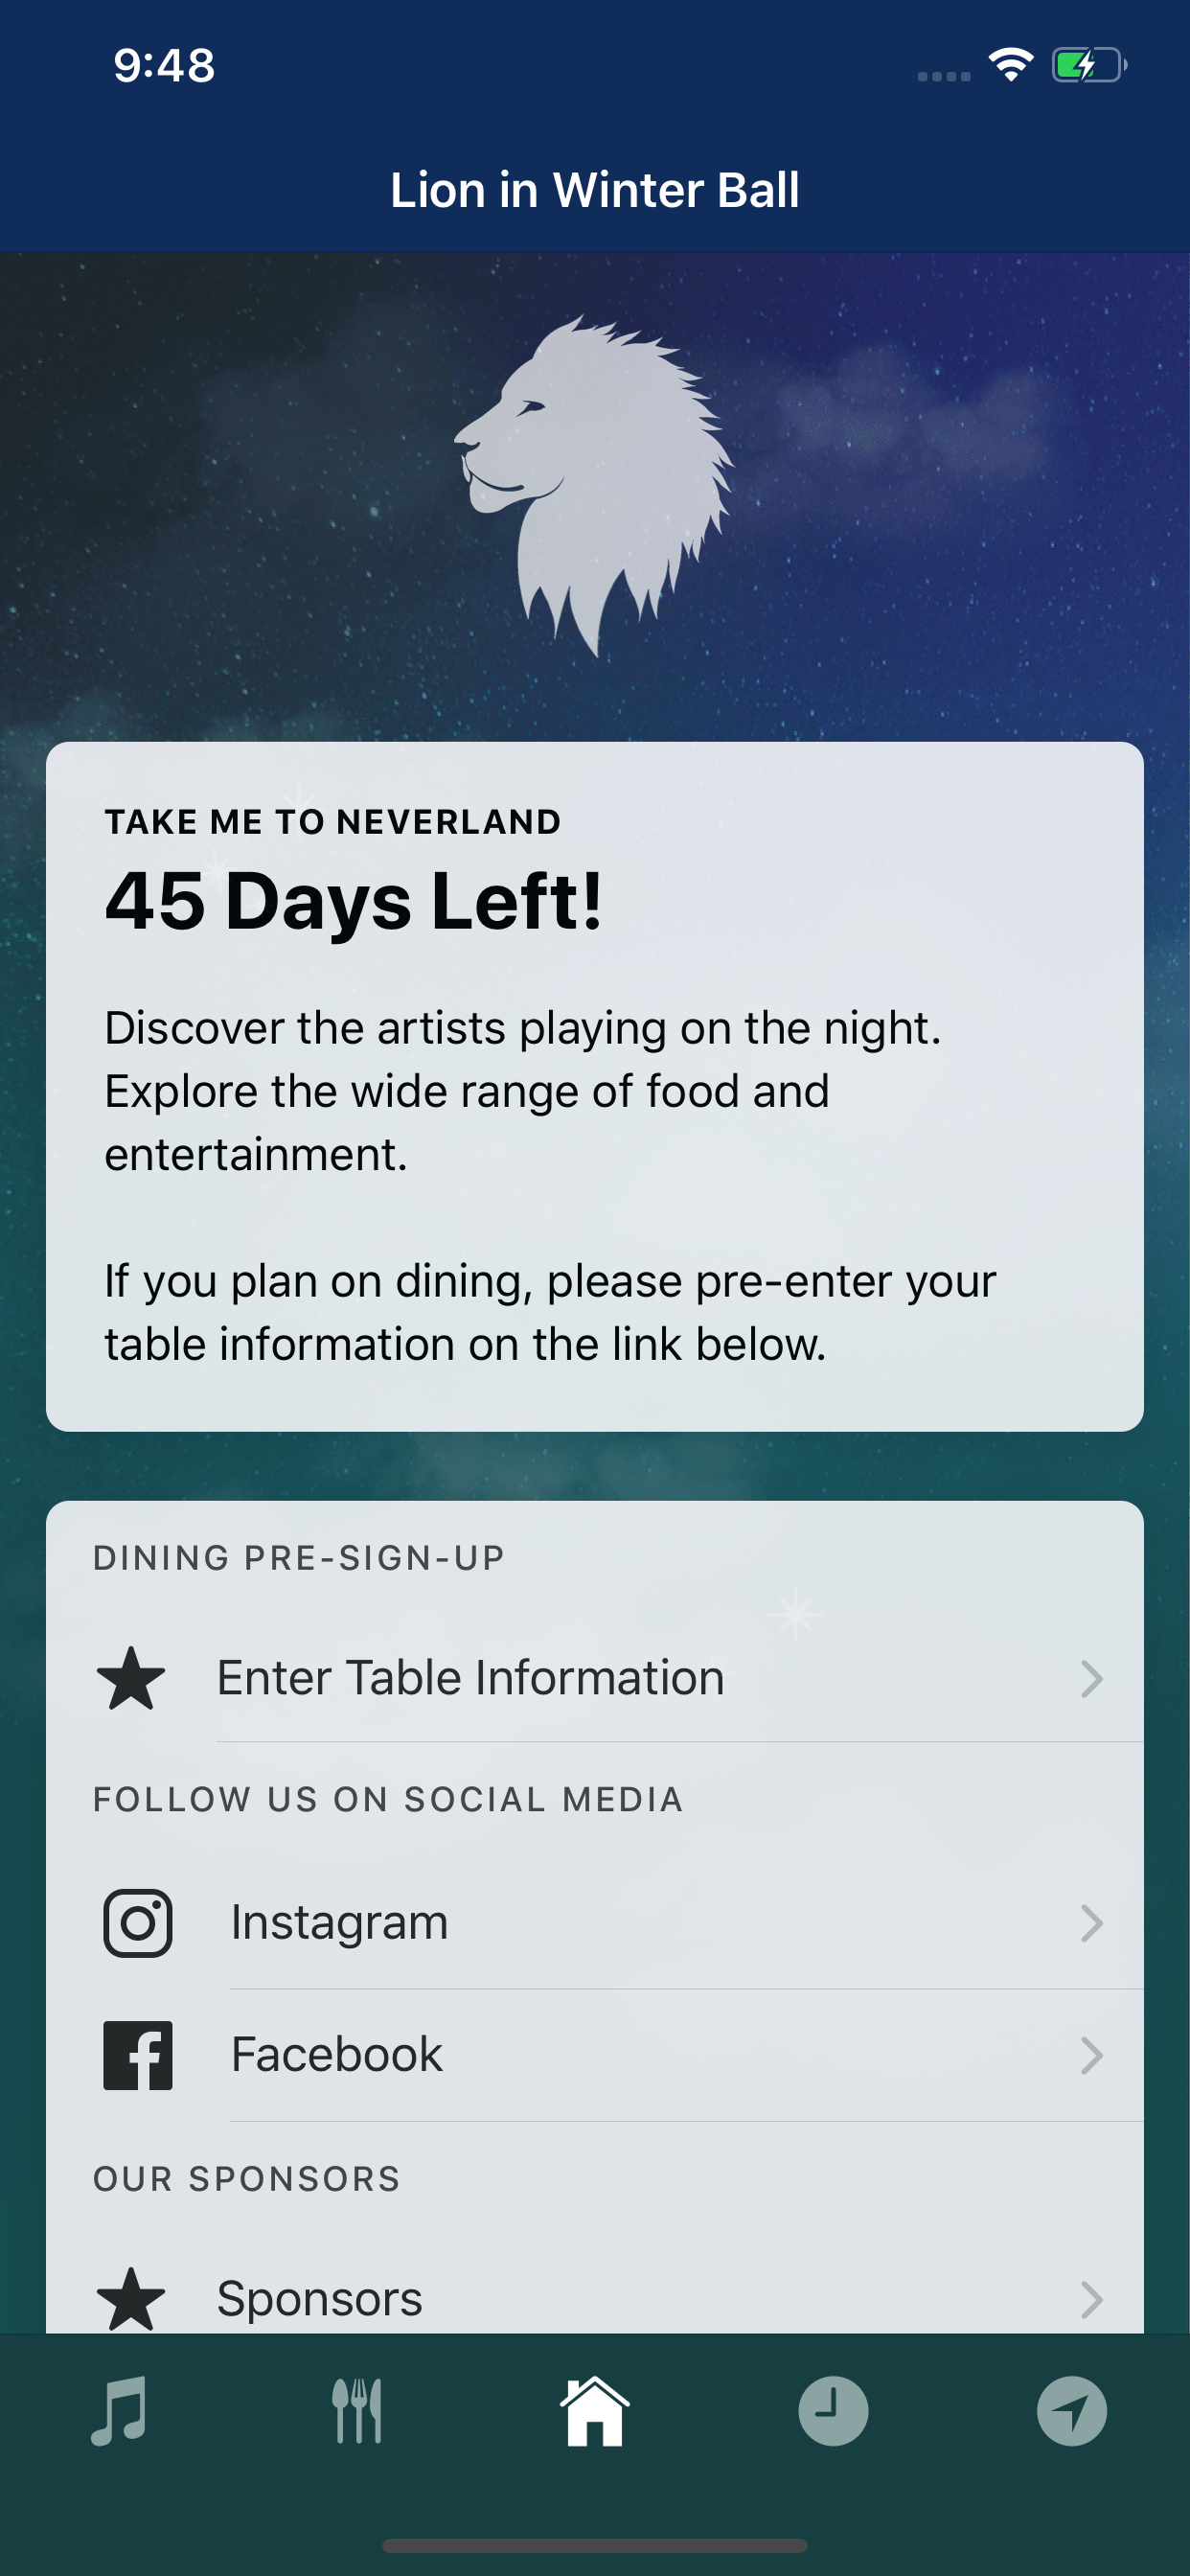 9:48
Lion in Winter Ball
TAKE ME TO NEVERLAND
45 Days Left!
Discover the artists playing on the night.
Explore the wide range of food and
entertainment.
If you plan on dining, please pre-enter your
table information on the link below.
DINING PRE-SIGN-UP
Enter Table Information
FOLLOW US ON SOCIAL MEDIA
Instagram
Facebook
OUR SPONSORS
Sponsors